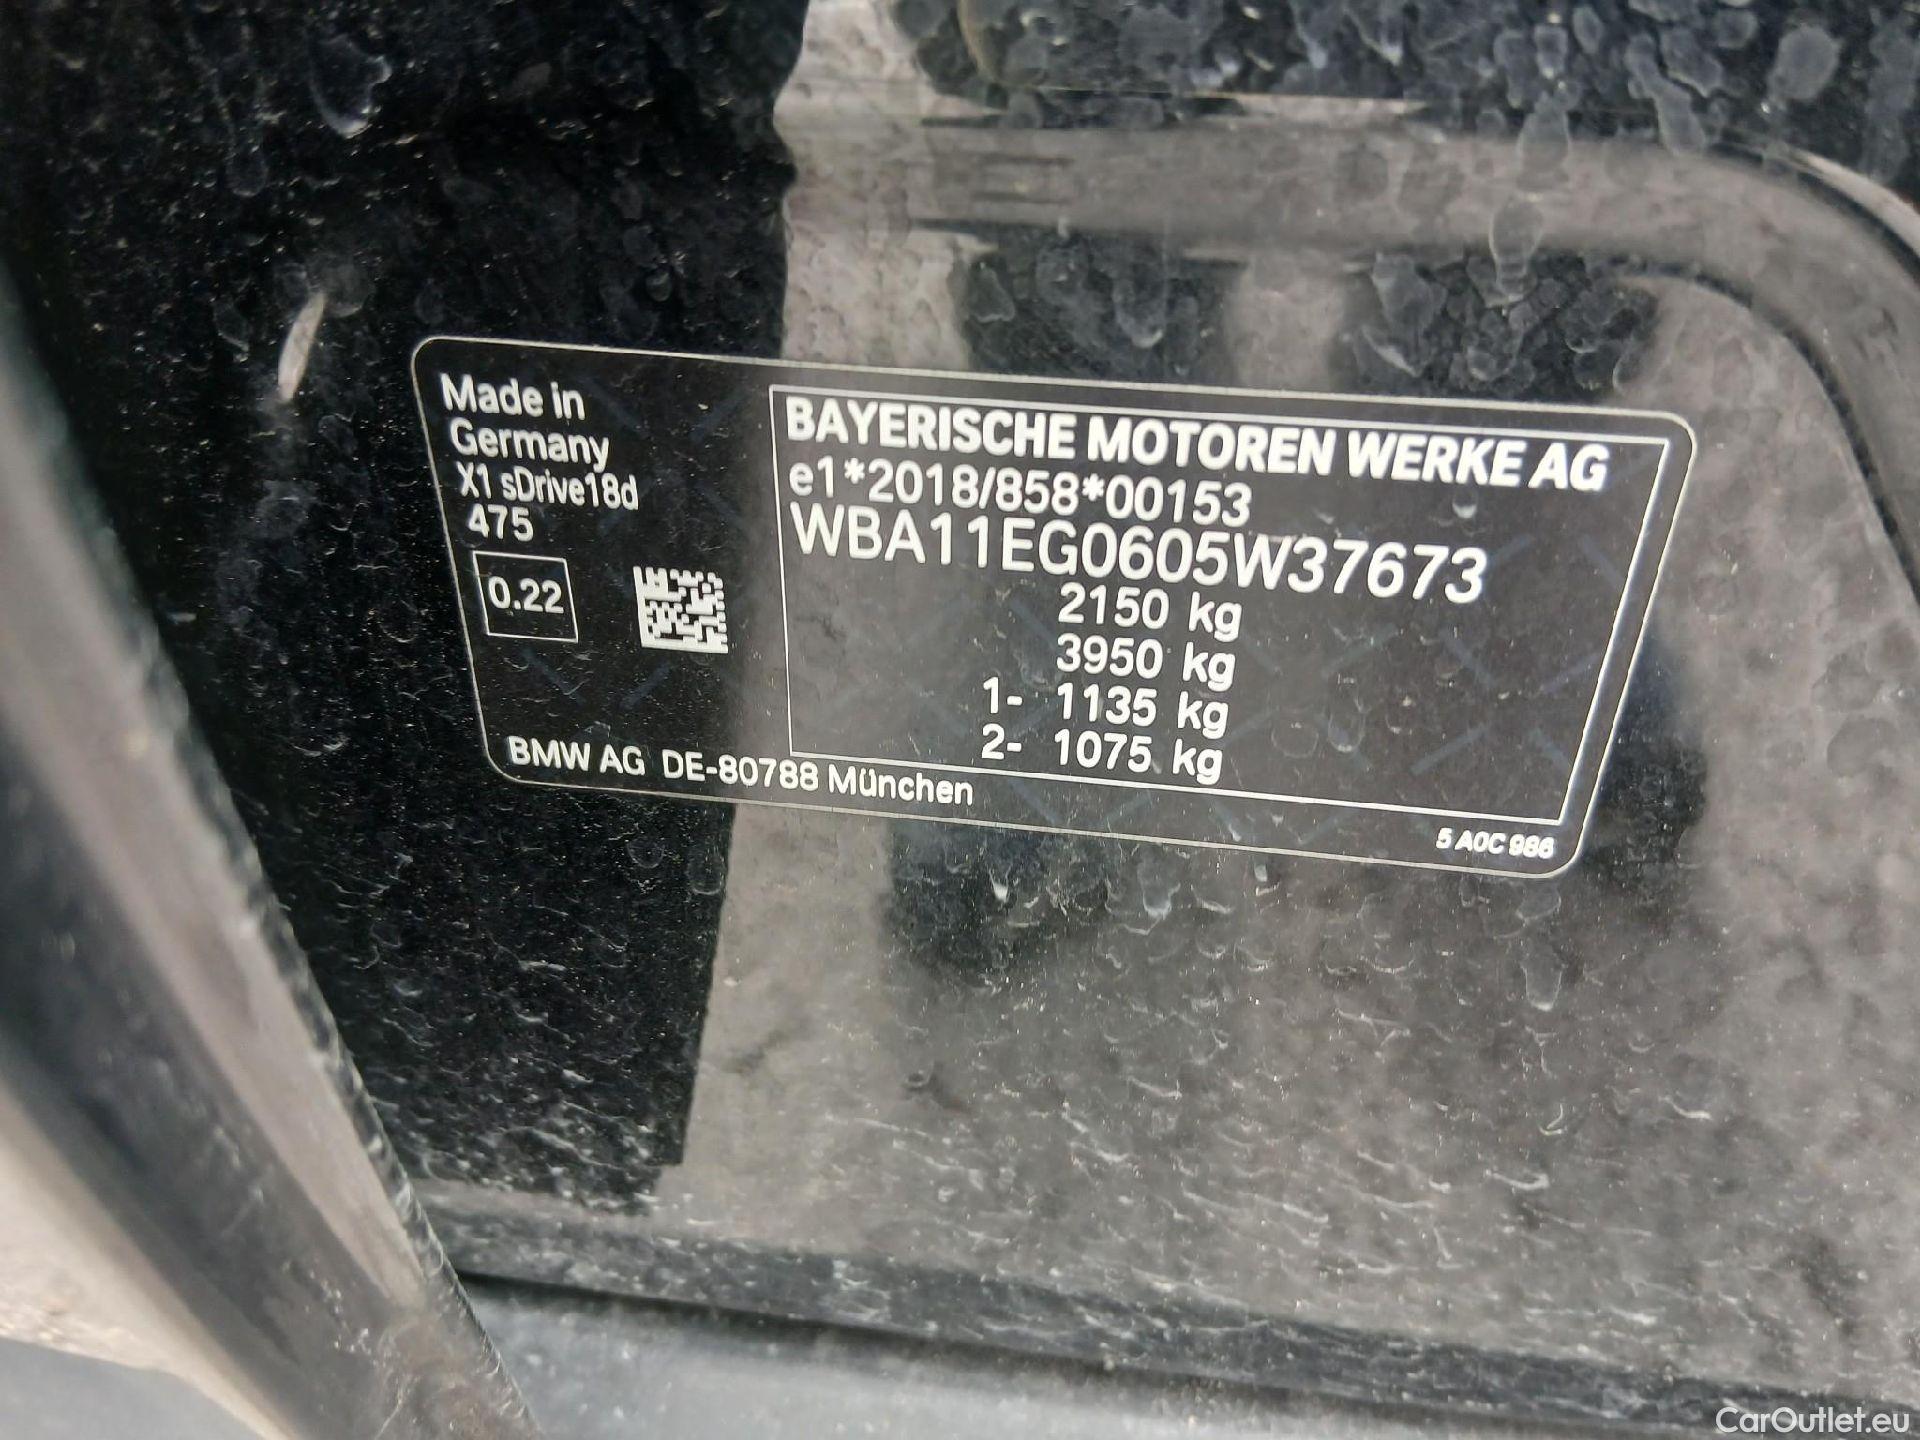 Made in
Germany
X1 sDrive18d
475
0.22
BAYERISCHE MOTOREN WERKE AG
e1*2018/858*00153
WBA11EG0605W37673
2150 kg
3950 kg
1- 1135 kg
2- 1075 kg
BMW AG DE-80788 München
5 A0C 986
CarOutlet.eu